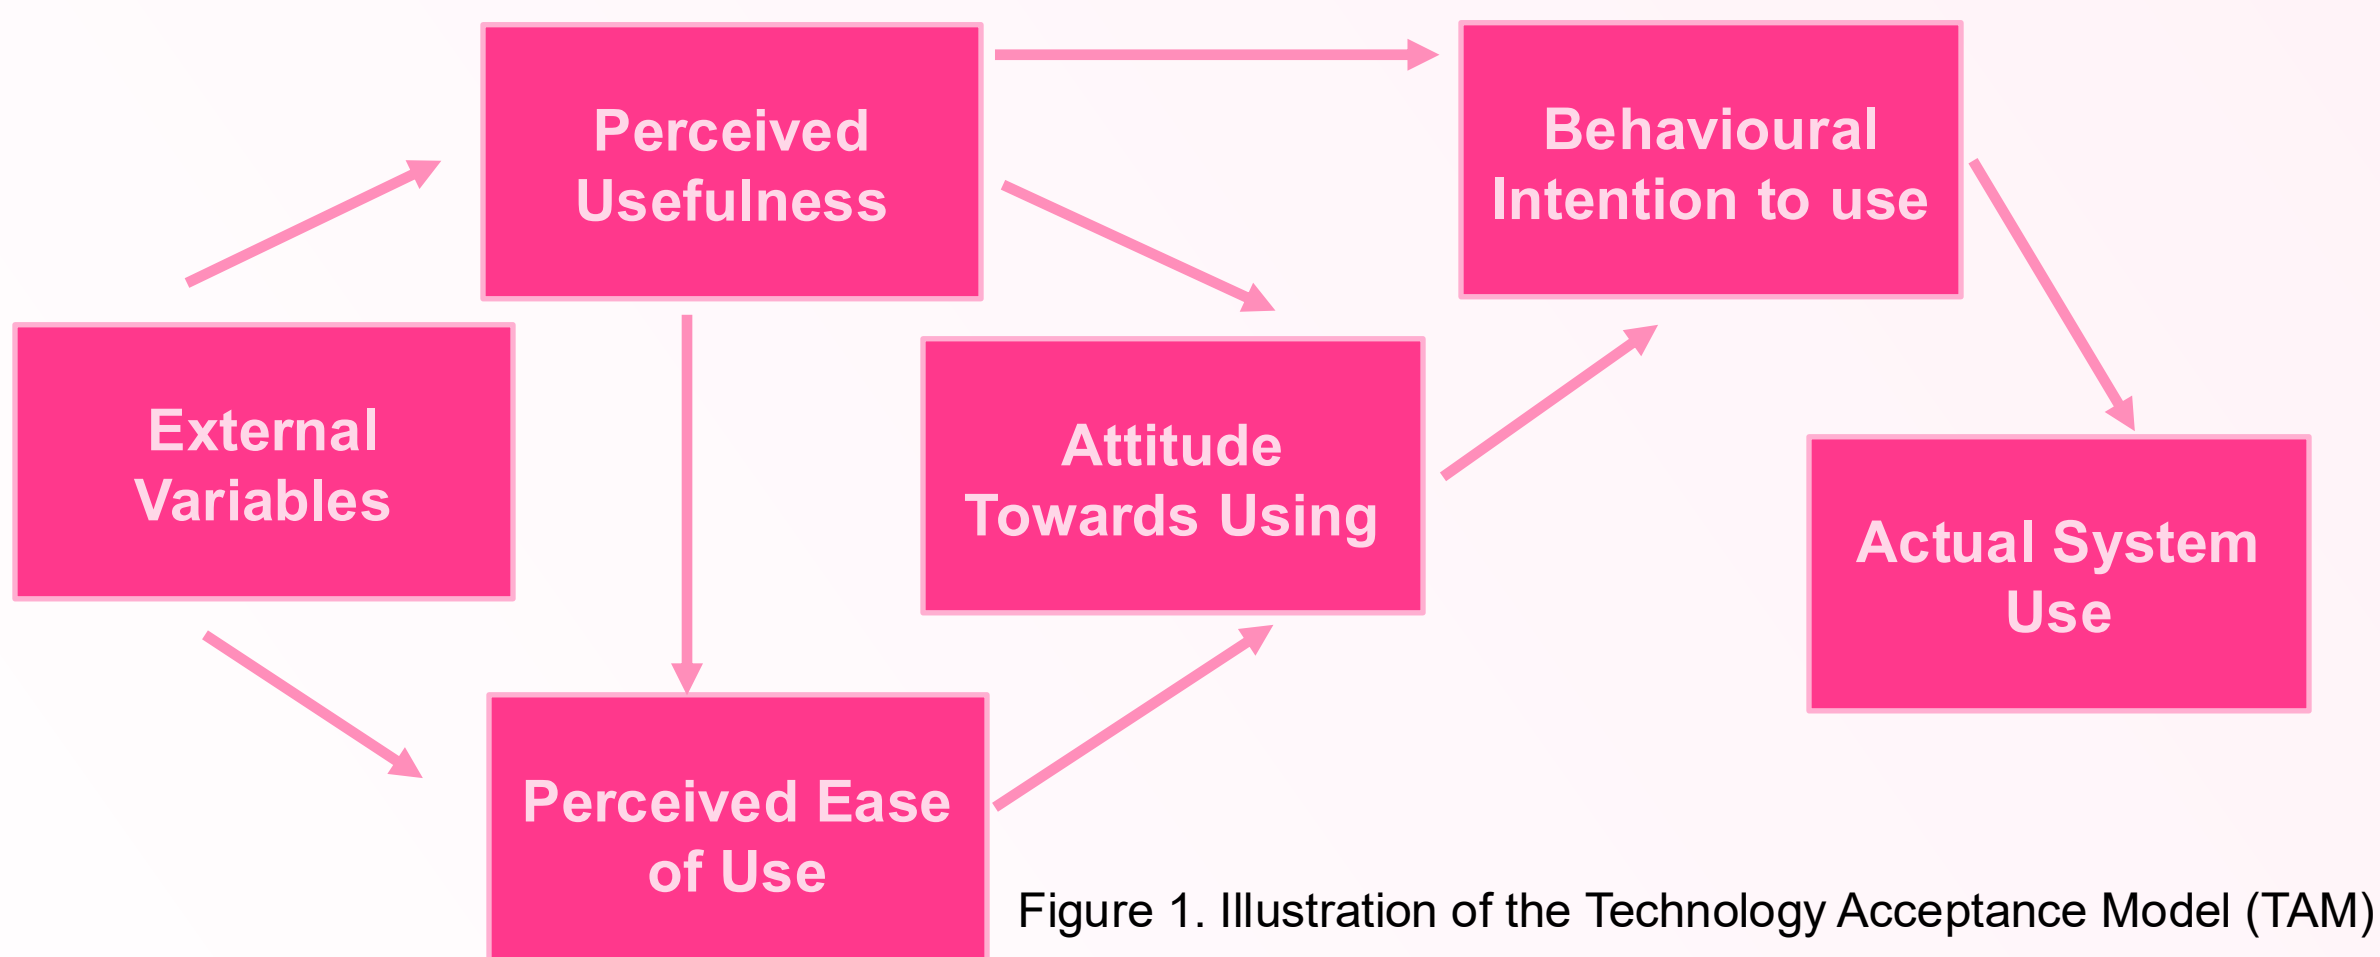 Perceived
Usefulness
Behavioural
Intention to use
External
Variables
Attitude
Towards Using
Actual System
Use
Perceived Ease
of Use
Figure 1. Illustration of the Technology Acceptance Model (TAM)